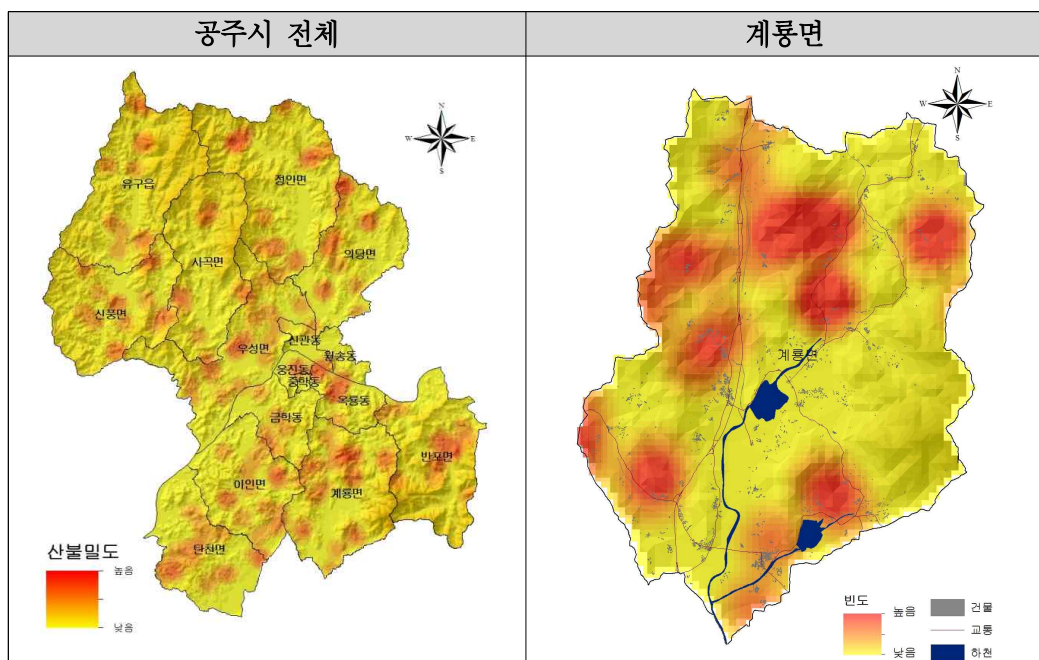 공주시 전체
계룡면
N
W E
S
유구읍
정안면
사곡면
의당면
신풍면
우성면
신관동
월송동
웅진동
중학동
옥룡동
금학동
반포면
이인면
계룡면
탄천면
산불밀도
높음
낮음
N
W E
S
계룡면
빈도
높음
낮음
건물
교통
하천